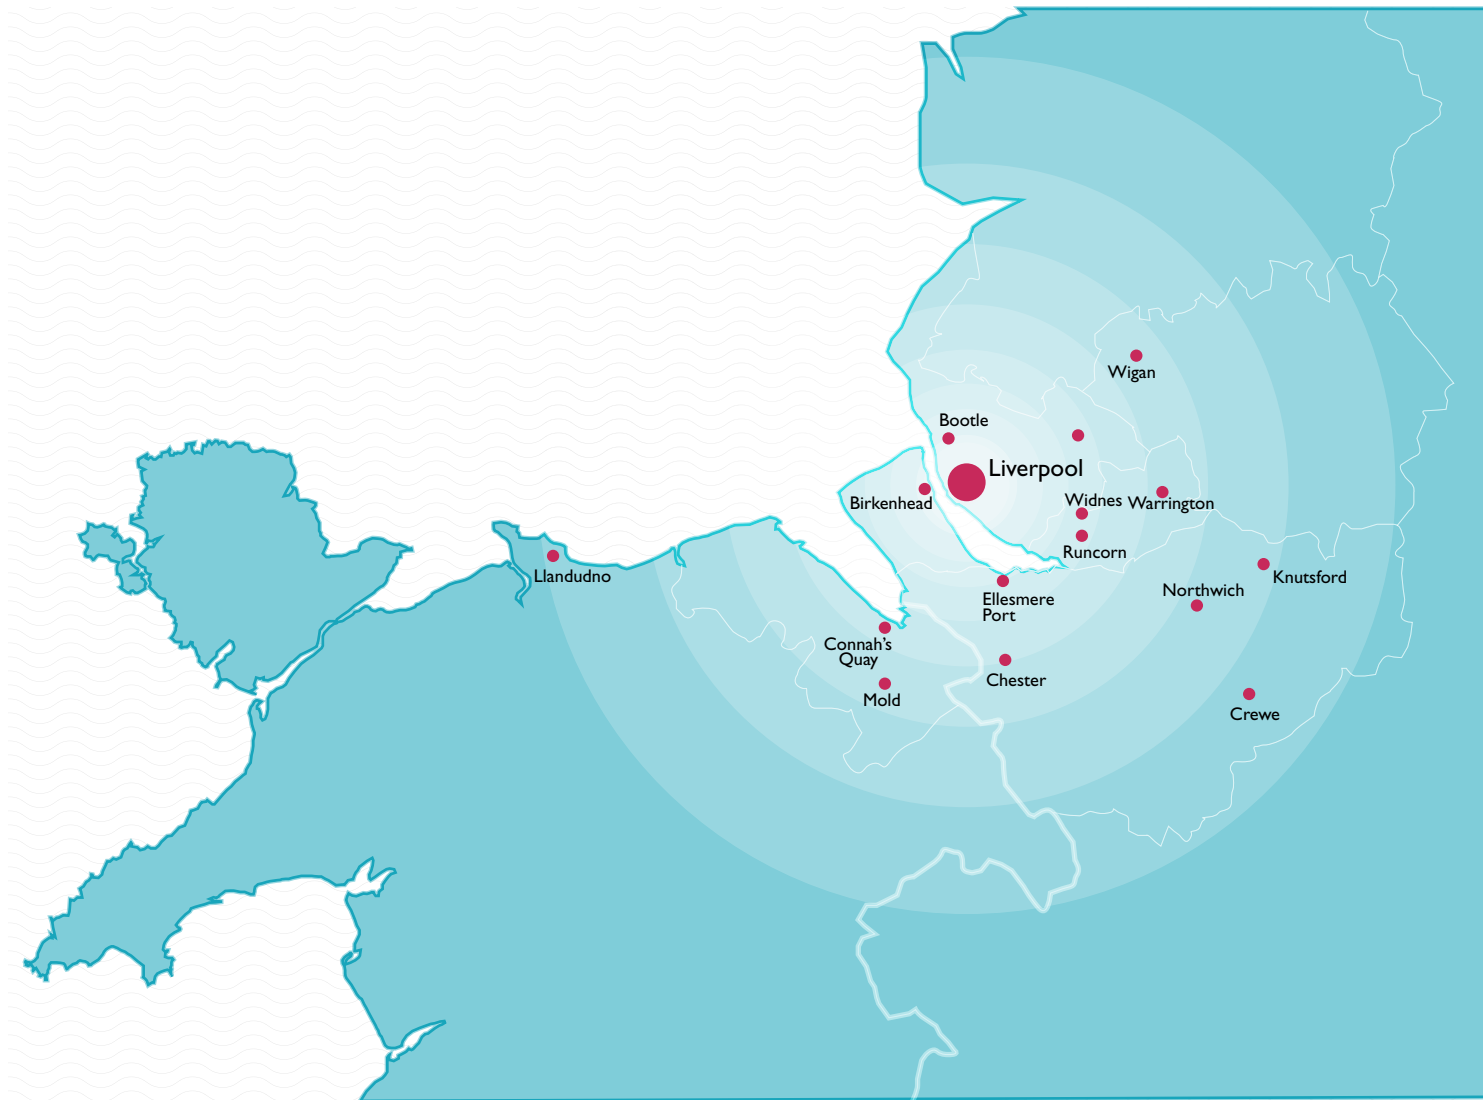 Wigan
Bootle
Liverpool
Birkenhead
Widnes
Warrington
Runcorn
Llandudno
Knutsford
Northwich
Ellesmere
Port
Connah's
Quay
Chester
Mold
Crewe